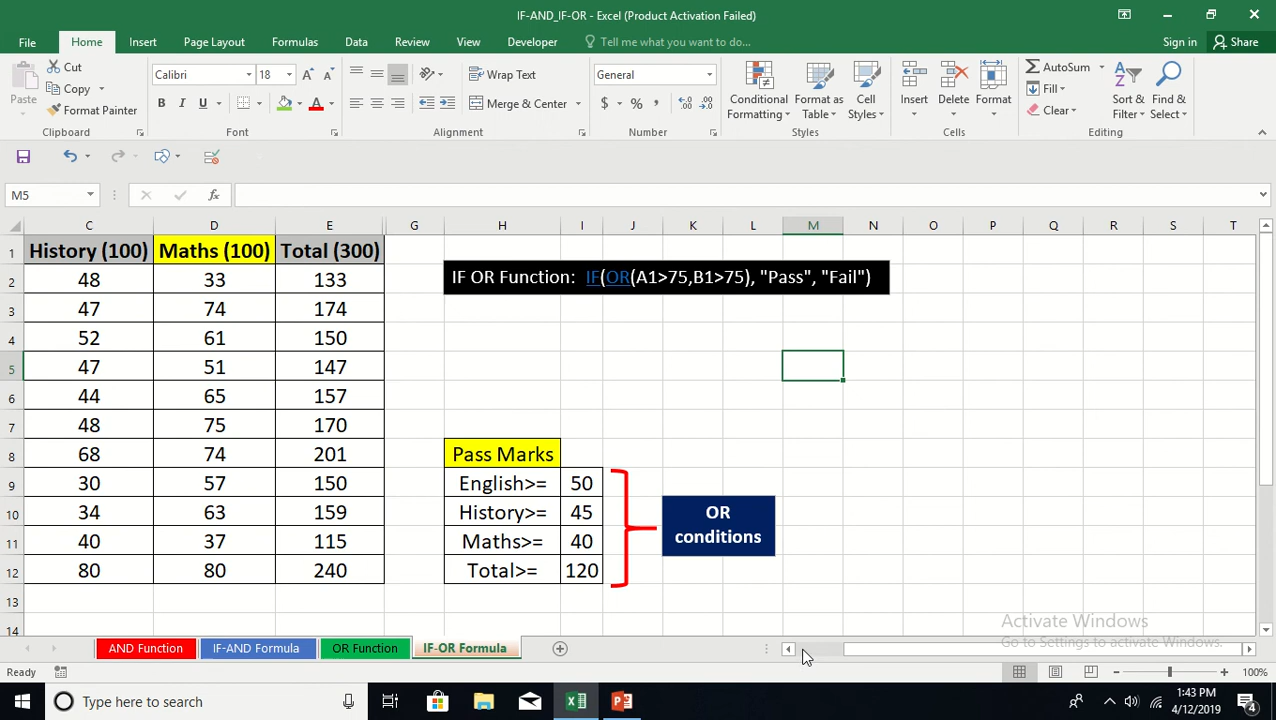 IF-AND_IF-OR - Excel (Product Activation Failed)
File Home Insert Page Layout Formulas Data Review View Developer Tell me what you want to do... Sign in Share
Paste Cut Copy Format Painter
Clipboard
Calibri 18
B I U A
Font
Wrap Text
Merge & Center
Alignment
General
$ % ,
Number
Conditional Formatting
Format as Table
Cell Styles
Styles
Insert Delete Format
Cells
AutoSum
Fill
Clear
Sort & Filter
Find & Select
Editing
M5 fx
C D E G H I J K L M N O P Q R S T
1 History (100) Maths (100) Total (300)
2 48 33 133 IF OR Function: IF(OR(A1>75,B1>75), "Pass", "Fail")
3 47 74 174
4 52 61 150
5 47 51 147
6 44 65 157
7 48 75 170
8 68 74 201 Pass Marks
9 30 57 150 English>= 50
10 34 63 159 History>= 45
11 40 37 115 Maths>= 40
12 80 80 240 Total>= 120
OR
conditions
13
14
Activate Windows
Go to Settings to activate Windows.
AND Function IF-AND Formula OR Function IF-OR Formula
Ready 100%
Type here to search
1:43 PM
4/12/2019
4